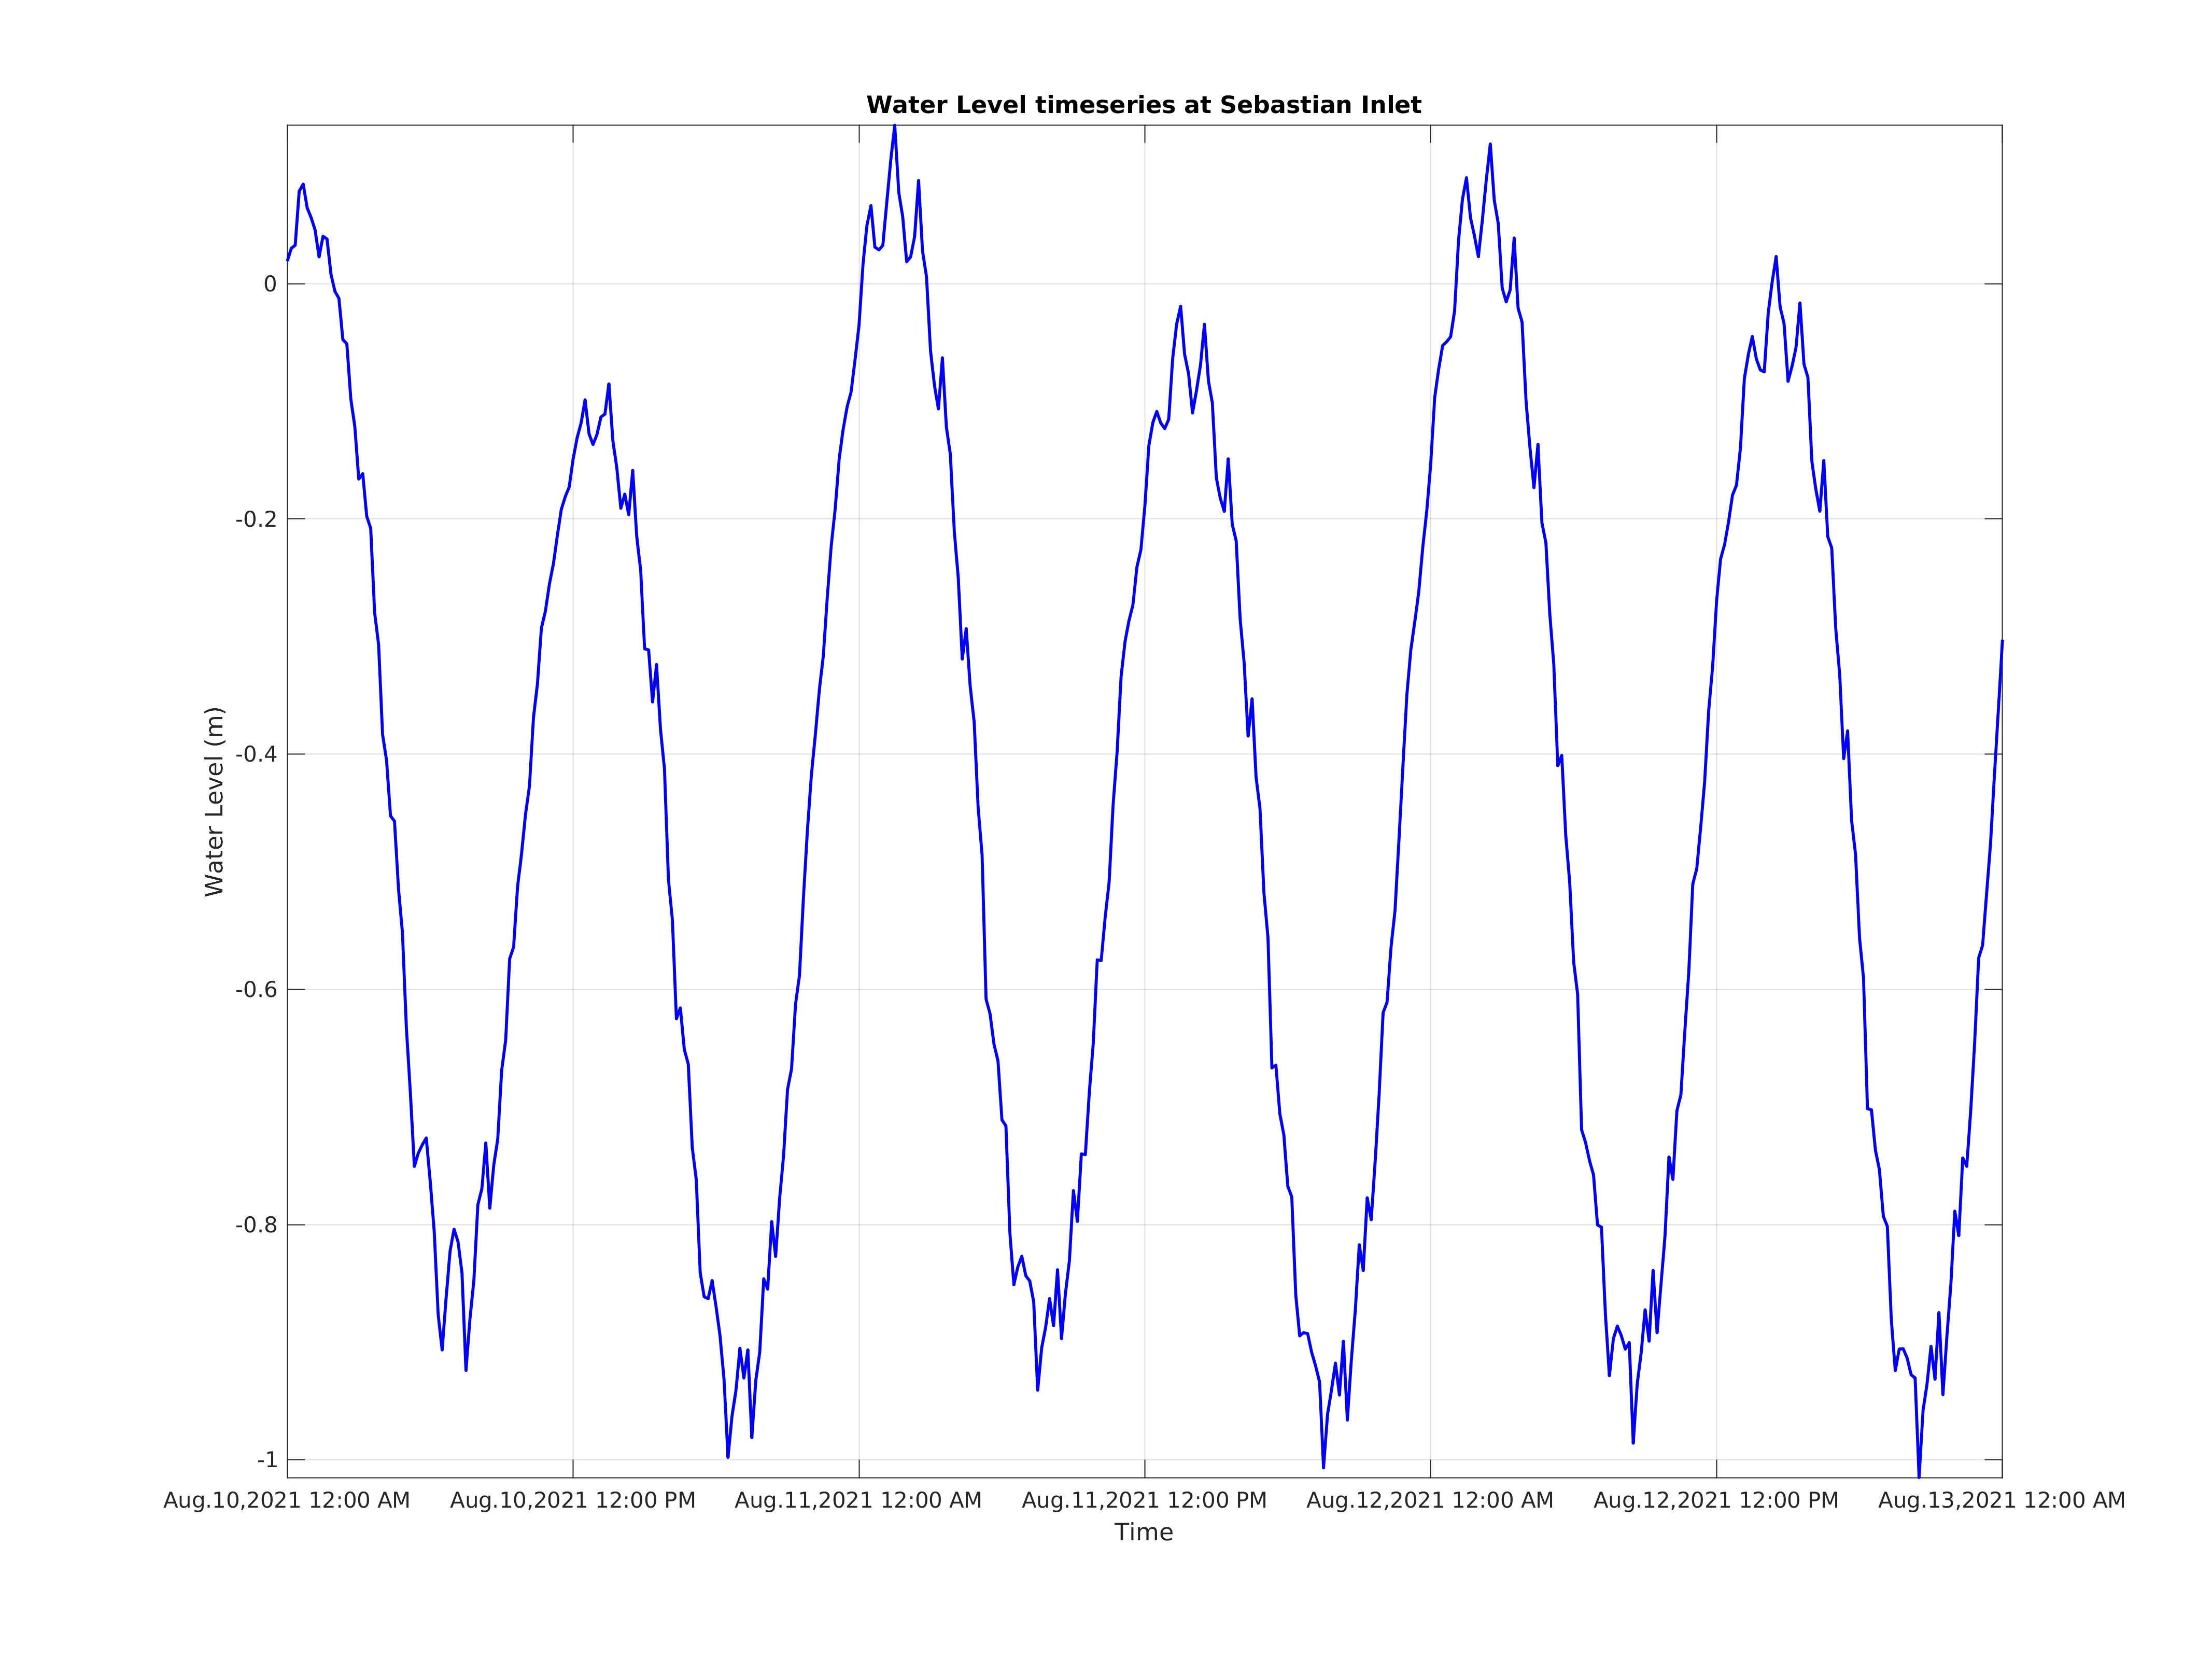 Water Level timeseries at Sebastian Inlet
0
-0.2
-0.4
-0.6
-0.8
-1
Water Level (m)
Aug.10,2021 12:00 AM
Aug.10,2021 12:00 PM
Aug.11,2021 12:00 AM
Aug.11,2021 12:00 PM
Aug.12,2021 12:00 AM
Aug.12,2021 12:00 PM
Aug.13,2021 12:00 AM
Time